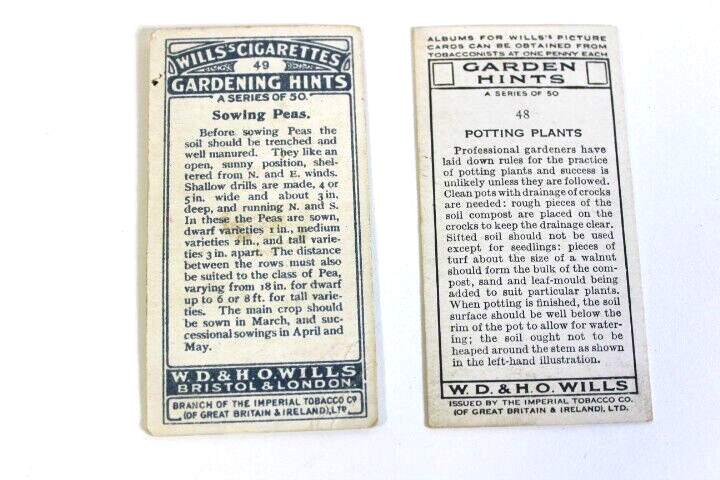 WILLS'S CIGARETTES
49
GARDENING HINTS
A SERIES OF 50.
Sowing Peas.
Before sowing Peas the
soil should be trenched and
well manured. They like an
open, sunny position, shel-
tered from N. and E. winds.
Shallow drills are made, 4 or
5 in. wide and about 3 in.
deep, and running N. and S.
In these the Peas are sown,
dwarf varieties 1 in., medium
varieties 2 in., and tall varie-
ties 3 in. apart. The distance
between the rows must also
be suited to the class of Pea,
varying from 18 in. for dwarf
up to 6 or 8 ft. for tall varie-
ties. The main crop should
be sown in March, and suc-
cessional sowings in April and
May.
W. D. & H. O. WILLS
BRISTOL & LONDON.
BRANCH OF THE IMPERIAL TOBACCO CO
(OF GREAT BRITAIN & IRELAND), LTD.
ALBUMS FOR WILLS'S PICTURE
CARDS CAN BE OBTAINED FROM
TOBACCONISTS AT ONE PENNY EACH
GARDEN
HINTS
A SERIES OF 50
48
POTTING PLANTS
Professional gardeners have
laid down rules for the practice
of potting plants and success is
unlikely unless they are followed.
Clean pots with drainage of crocks
are needed: rough pieces of the
soil compost are placed on the
crocks to keep the drainage clear.
Sifted soil should not be used
except for seedlings: pieces of
turf about the size of a walnut
should form the bulk of the com-
post, sand and leaf-mould being
added to suit particular plants.
When potting is finished, the soil
surface should be well below the
rim of the pot to allow for water-
ing; the soil ought not to be
heaped around the stem as shown
in the left-hand illustration.
W. D. & H. O. WILLS
ISSUED BY THE IMPERIAL TOBACCO CO.
(OF GREAT BRITAIN & IRELAND), LTD.